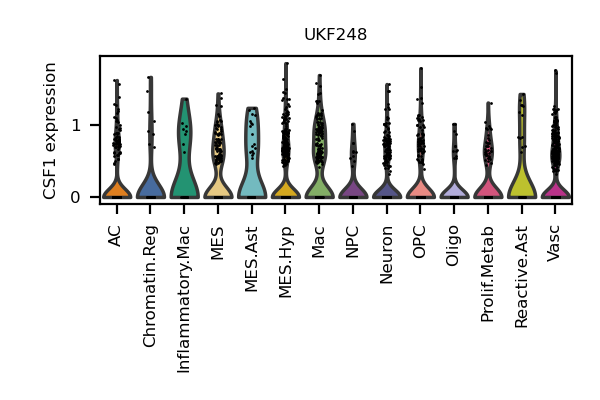 UKF248
CSF1 expression
1
0
AC
Chromatin.Reg
Inflammatory.Mac
MES
MES.Ast
MES.Hyp
Mac
NPC
Neuron
OPC
Oligo
Prolif.Metab
Reactive.Ast
Vasc